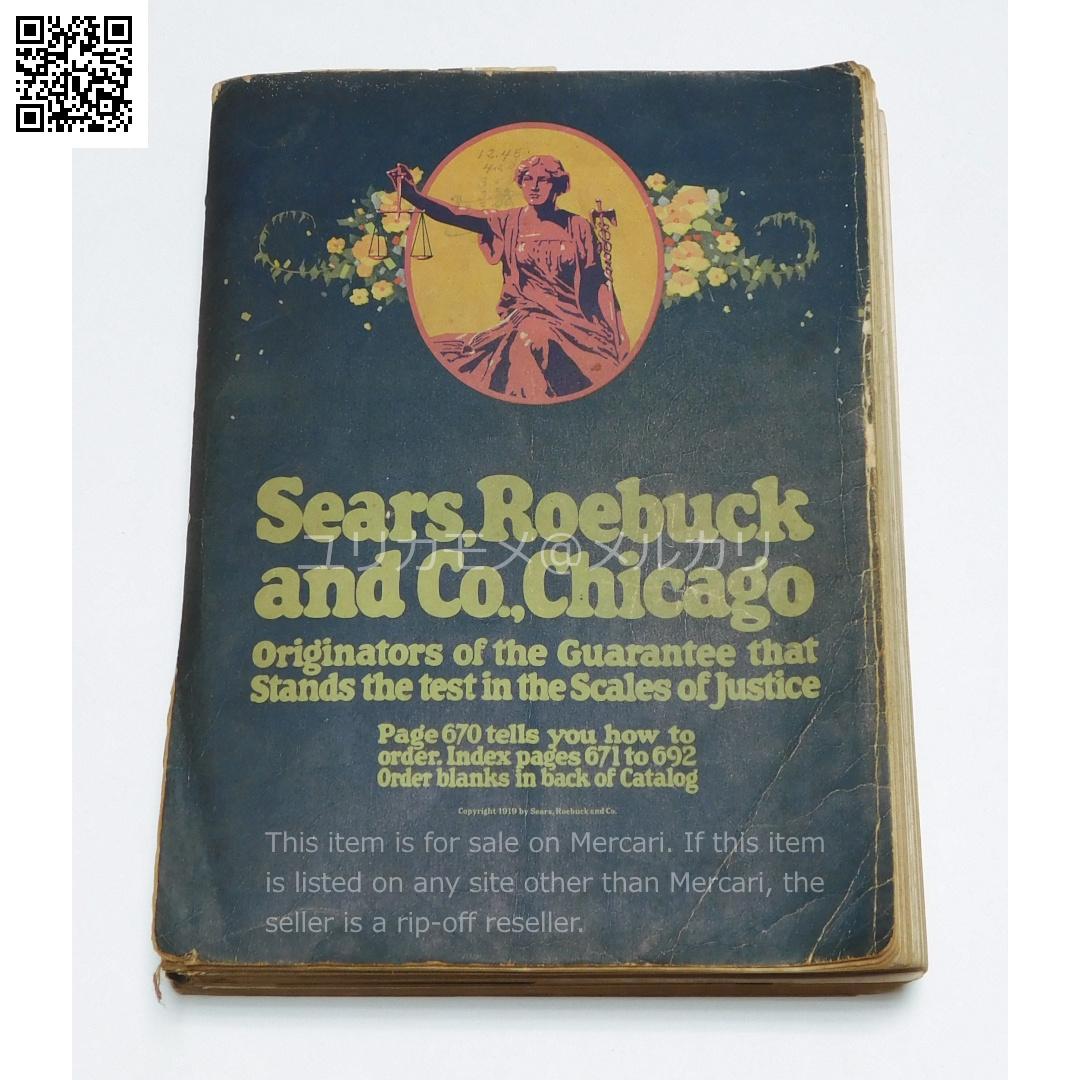 12.45
Sears, Roebuck
ユリカモメ@メルカリ
and Co., Chicago
Originators of the Guarantee that
Stands the test in the Scales of Justice
Page 670 tells you how to
order. Index pages 671 to 692
Order blanks in back of Catalog
Copyright 1919 by Sears, Roebuck and Co.
This item is for sale on Mercari. If this item
is listed on any site other than Mercari, the
seller is a rip-off reseller.